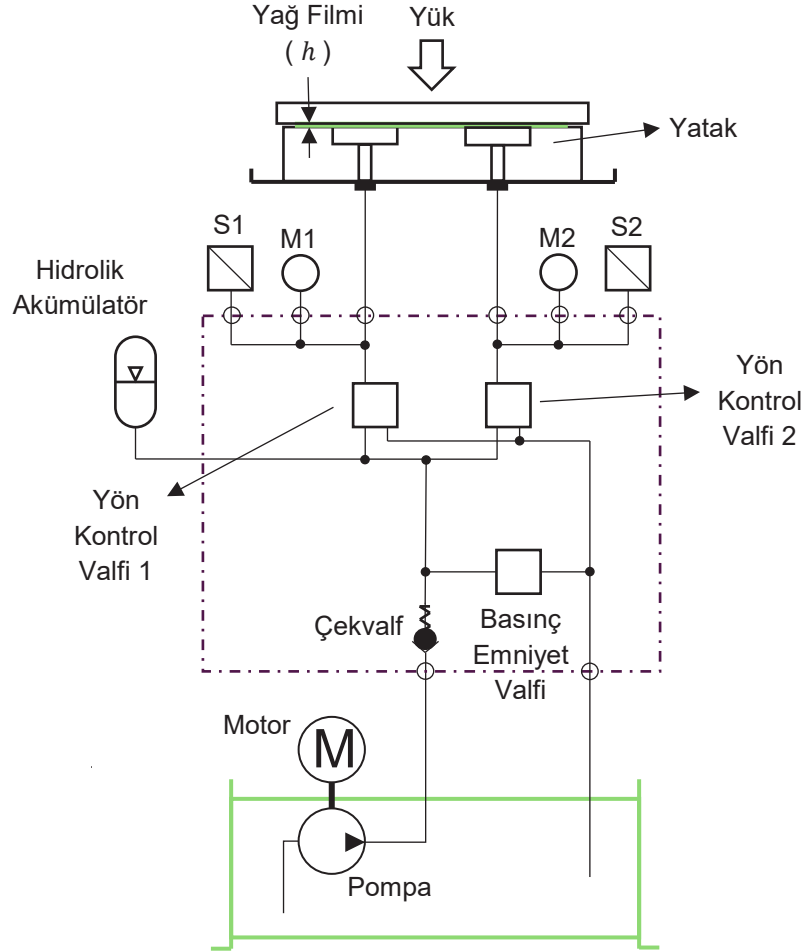 Yağ Filmi
( h )
Yük
Yatak
S1
M1
M2
S2
Hidrolik
Akümülatör
Yön
Kontrol
Valfi 2
Yön
Kontrol
Valfi 1
Çekvalf
Basınç
Emniyet
Valfi
Motor
M
Pompa